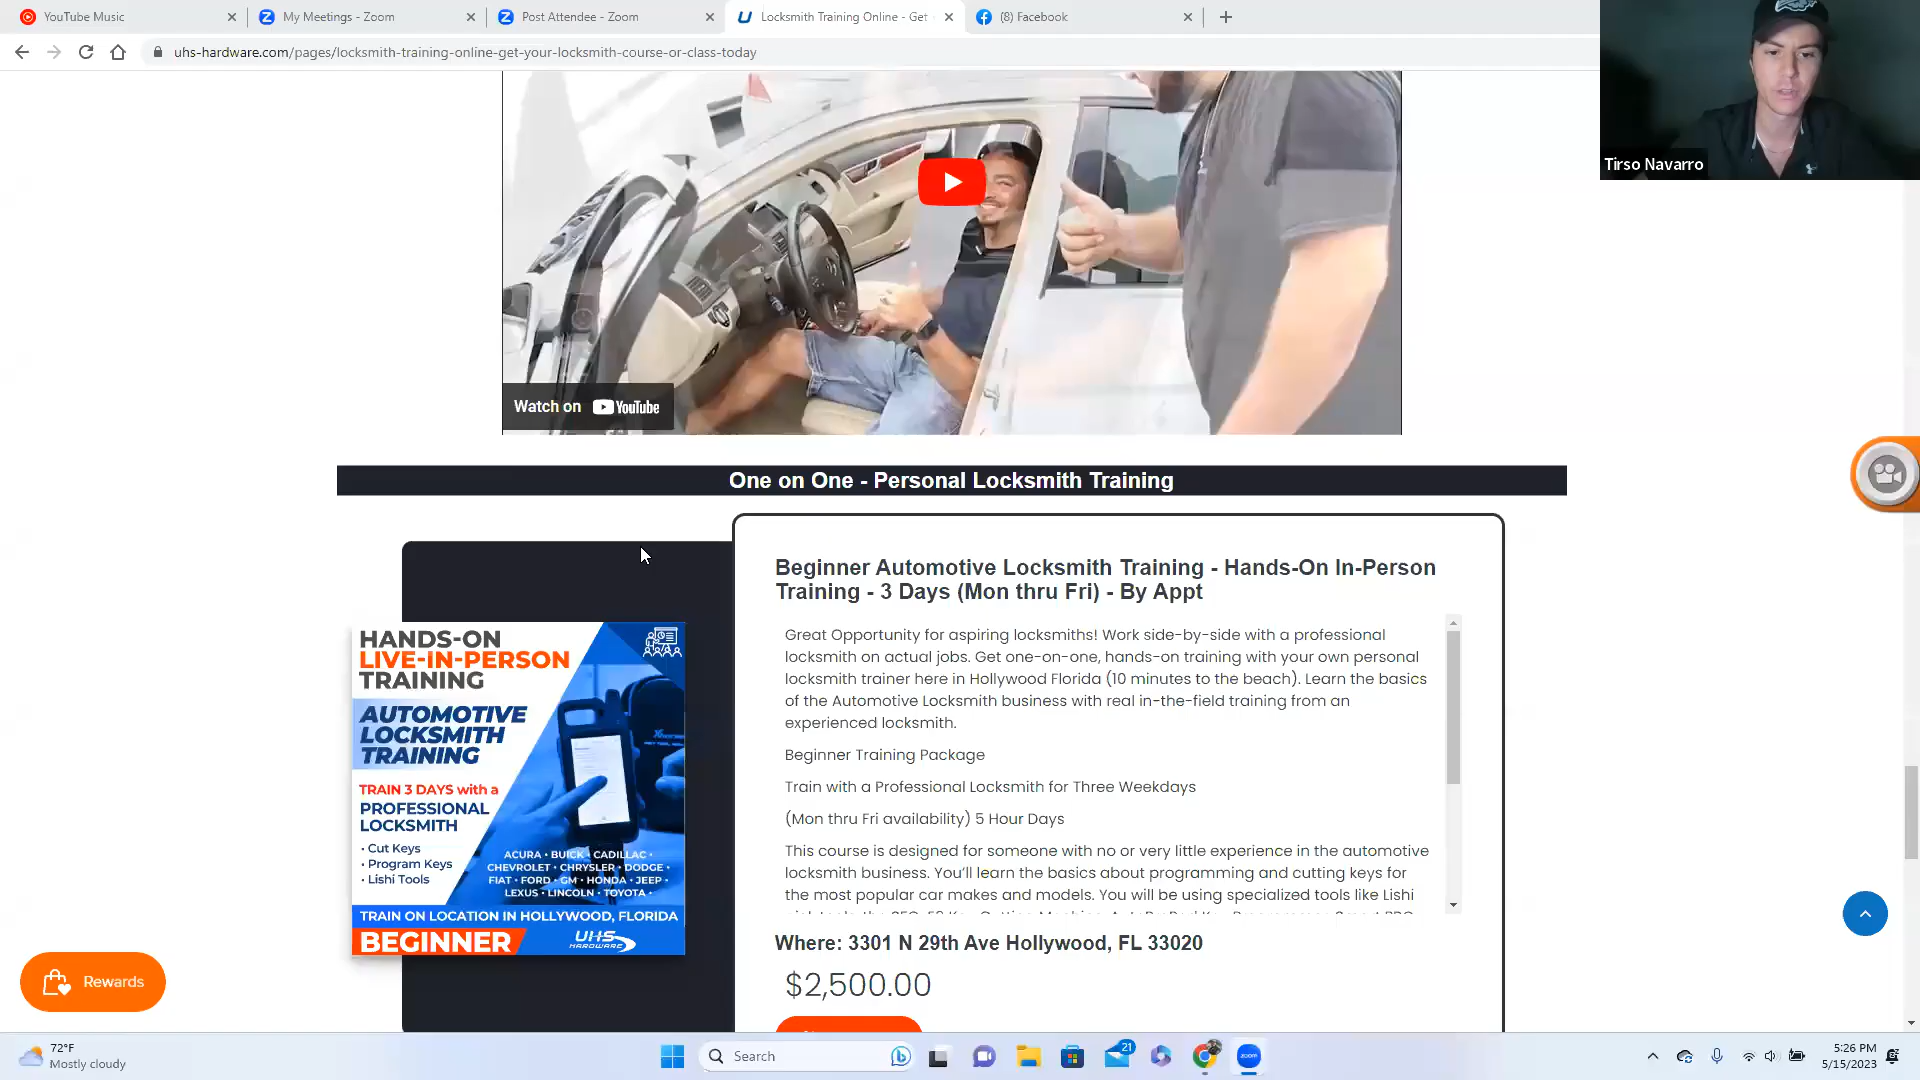 YouTube Music
My Meetings - Zoom
Post Attendee - Zoom
Locksmith Training Online - Get
(8) Facebook
uhs-hardware.com/pages/locksmith-training-online-get-your-locksmith-course-or-class-today
Tirso Navarro
Watch on YouTube
One on One - Personal Locksmith Training
Beginner Automotive Locksmith Training - Hands-On In-Person
Training - 3 Days (Mon thru Fri) - By Appt
Great Opportunity for aspiring locksmiths! Work side-by-side with a professional
locksmith on actual jobs. Get one-on-one, hands-on training with your own personal
locksmith trainer here in Hollywood Florida (10 minutes to the beach). Learn the basics
of the Automotive Locksmith business with real in-the-field training from an
experienced locksmith.
Beginner Training Package
Train with a Professional Locksmith for Three Weekdays
(Mon thru Fri availability) 5 Hour Days
This course is designed for someone with no or very little experience in the automotive
locksmith business. You'll learn the basics about programming and cutting keys for
the most popular car makes and models. You will be using specialized tools like Lishi
Where: 3301 N 29th Ave Hollywood, FL 33020
$2,500.00
HANDS-ON
LIVE-IN-PERSON
TRAINING
AUTOMOTIVE
LOCKSMITH
TRAINING
TRAIN 3 DAYS with a
PROFESSIONAL
LOCKSMITH
• Cut Keys
• Program Keys
• Lishi Tools
ACURA • BUICK • CADILLAC •
CHEVROLET • CHRYSLER • DODGE •
FIAT • FORD • GM • HONDA • JEEP •
LEXUS • LINCOLN • TOYOTA •
TRAIN ON LOCATION IN HOLLYWOOD, FLORIDA
BEGINNER
UHS
HARDWARE
Rewards
72°F
Mostly cloudy
Search
21
zoom
5:26 PM
5/15/2023